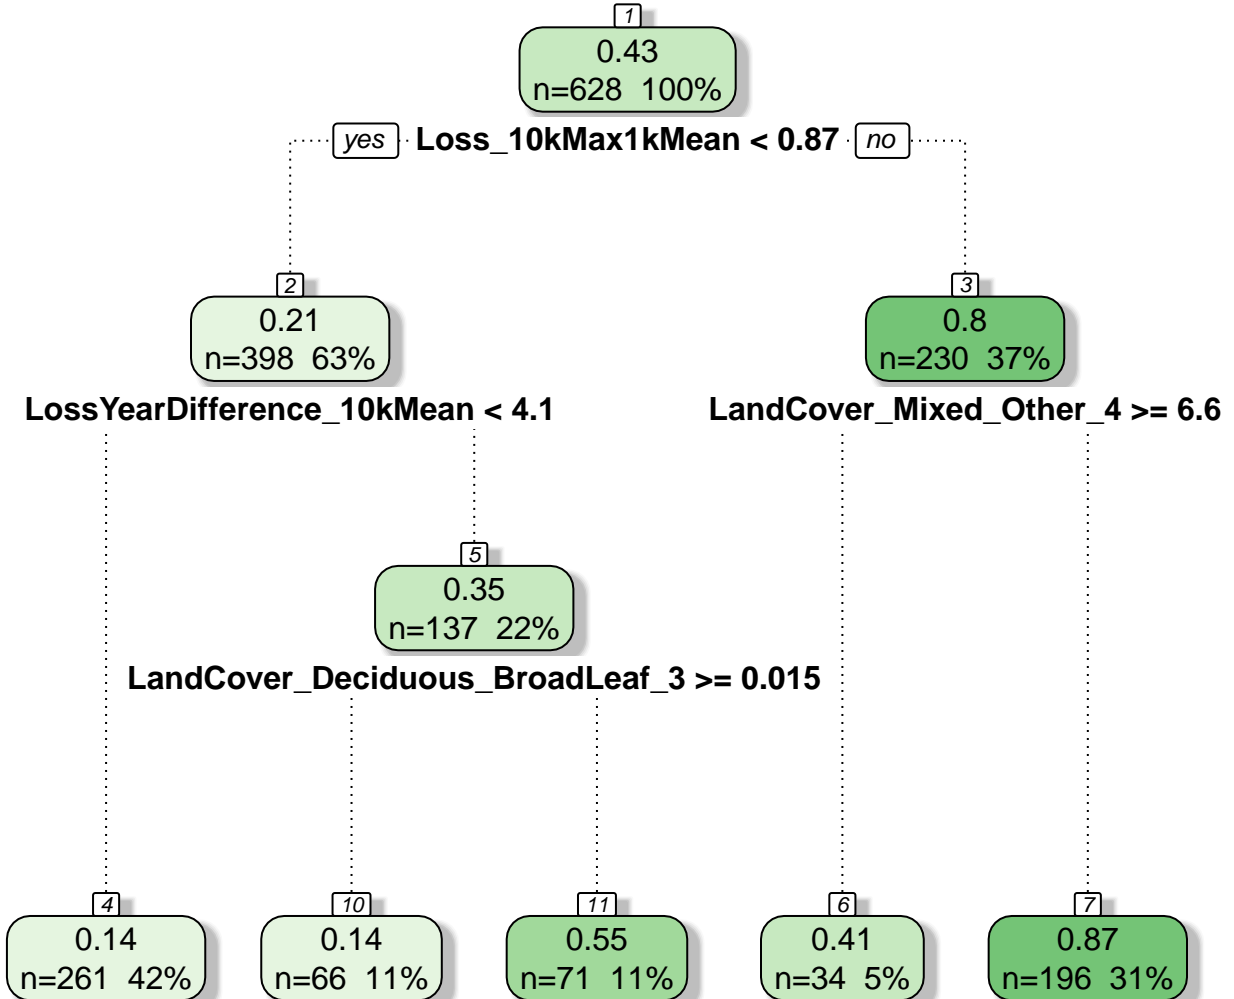 1
0.43
n=628 100%
yes Loss_10kMax1kMean < 0.87 no
2
0.21
n=398 63%
3
0.8
n=230 37%
LossYearDifference_10kMean < 4.1
LandCover_Mixed_Other_4 >= 6.6
5
0.35
n=137 22%
LandCover_Deciduous_BroadLeaf_3 >= 0.015
4
0.14
n=261 42%
10
0.14
n=66 11%
11
0.55
n=71 11%
6
0.41
n=34 5%
7
0.87
n=196 31%